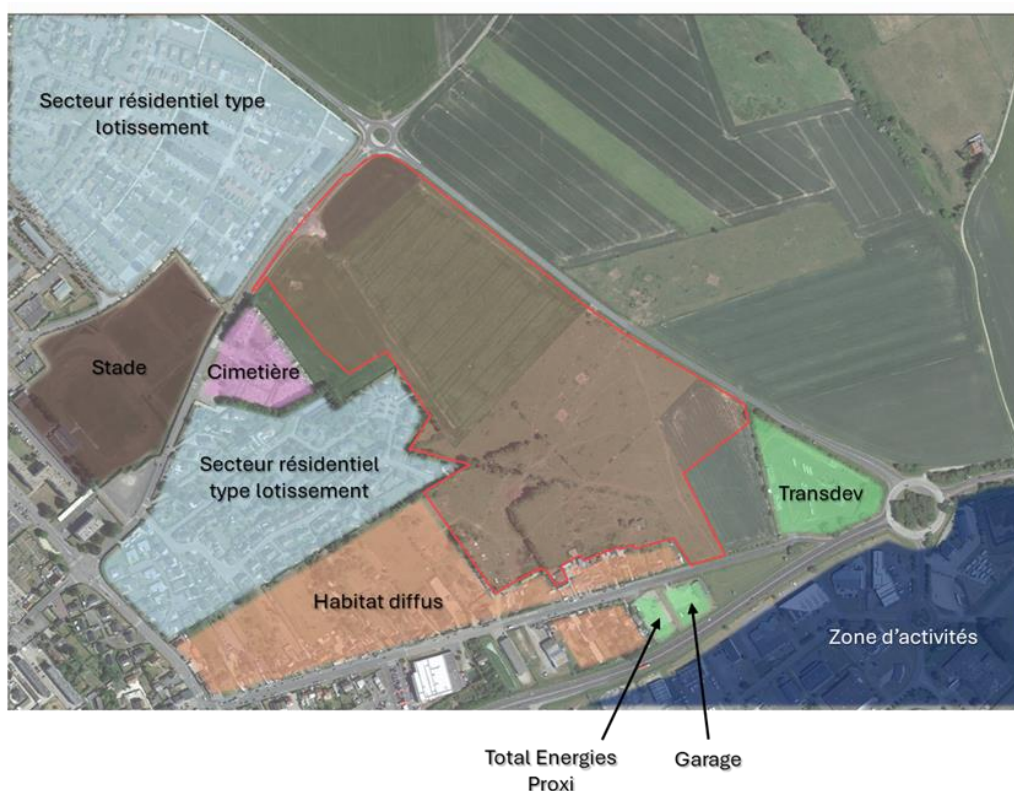 Secteur résidentiel type
lotissement
Stade
Cimetière
Secteur résidentiel
type lotissement
Transdev
Habitat diffus
Zone d'activités
Total Energies
Proxi
Garage